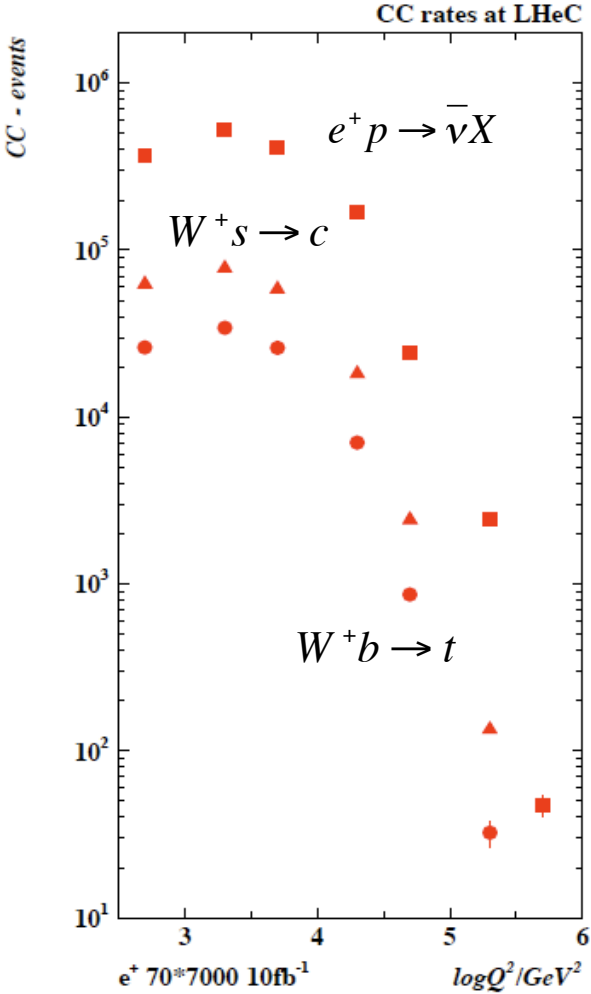 CC rates at LHeC
CC - events
10⁶
e⁺p → ν̄X
W⁺s → c
10⁵
10⁴
10³
W⁺b → t
10²
10¹
3 4 5 6
e⁺ 70*7000 10fb⁻¹ logQ²/GeV²